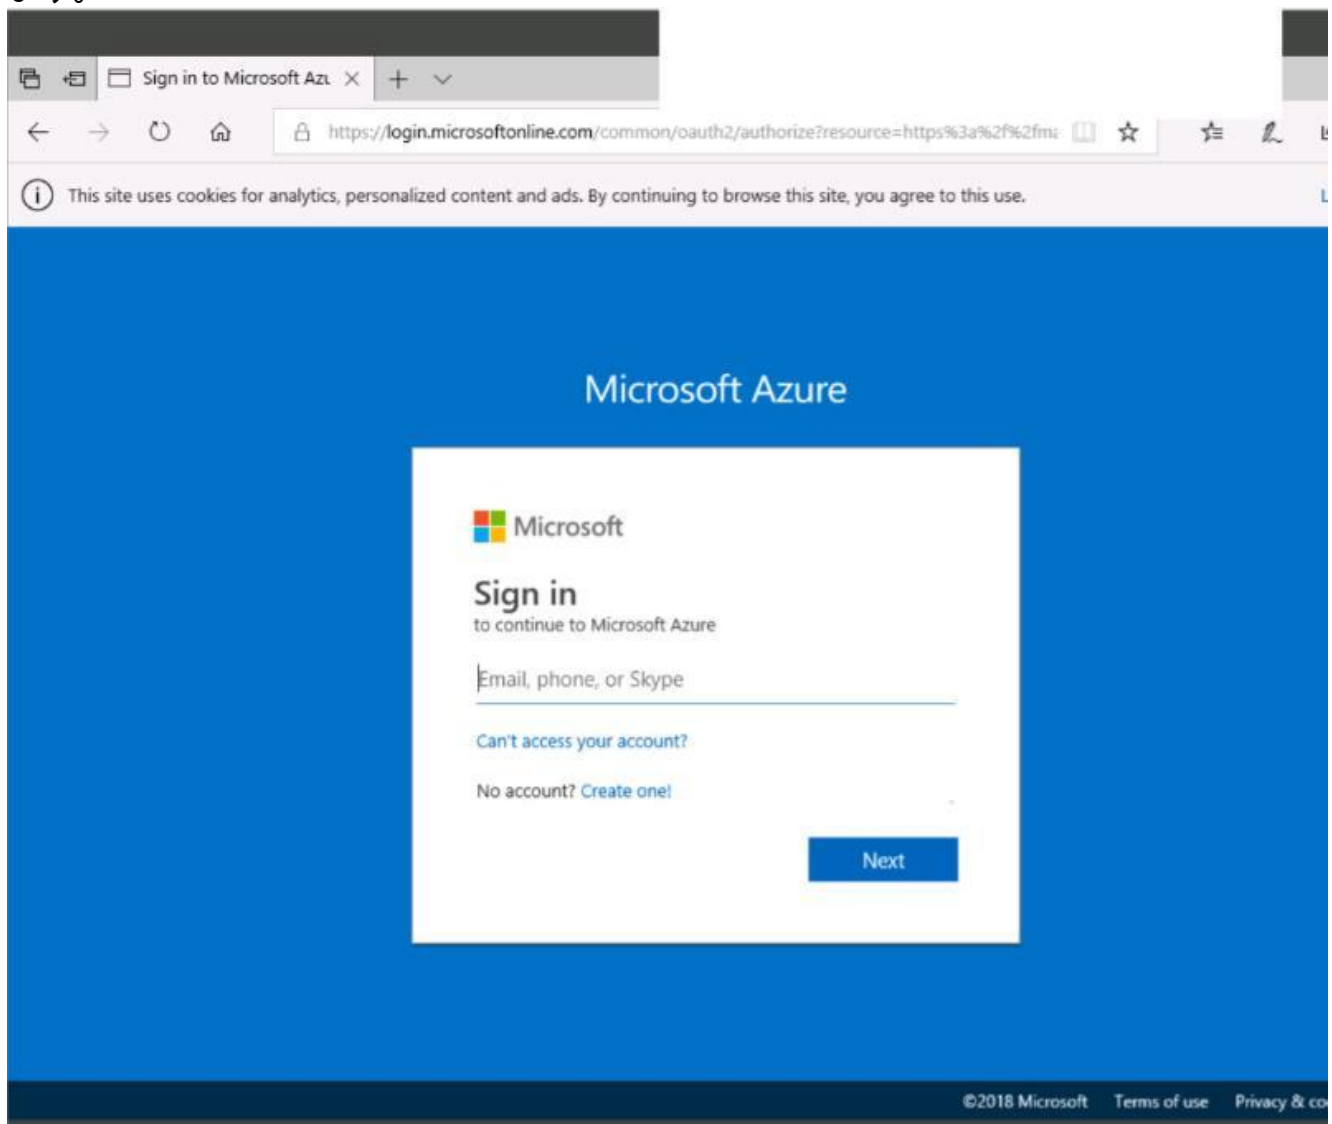 ます。
Sign in to Microsoft Azu
https://login.microsoftonline.com/common/oauth2/authorize?resource=https%3a%2f%2fma
This site uses cookies for analytics, personalized content and ads. By continuing to browse this site, you agree to this use.
L
Microsoft Azure
Microsoft
Sign in
to continue to Microsoft Azure
Email, phone, or Skype
Can't access your account?
No account? Create one!
Next
©2018 Microsoft Terms of use Privacy & coo